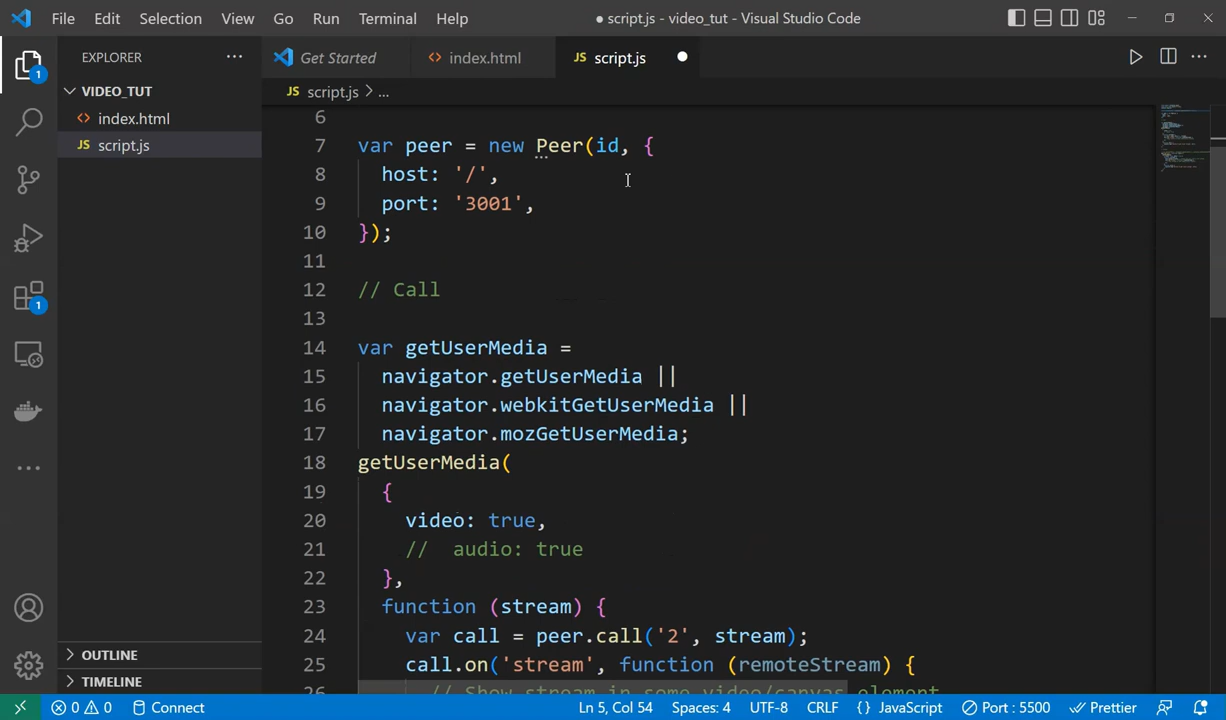 File Edit Selection View Go Run Terminal Help ● script.js - video_tut - Visual Studio Code
EXPLORER ...
Get Started
<> index.html
JS script.js
1
VIDEO_TUT
JS script.js > ...
<> index.html
JS script.js
6
7 var peer = new Peer(id, {
8 host: '/',
9 port: '3001',
10 });
11
12 // Call
13
14 var getUserMedia =
15 navigator.getUserMedia ||
16 navigator.webkitGetUserMedia ||
17 navigator.mozGetUserMedia;
18 getUserMedia(
19 {
20 video: true,
21 // audio: true
22 },
23 function (stream) {
24 var call = peer.call('2', stream);
25 call.on('stream', function (remoteStream) {
26 // Show stream in some video/canvas element
1
OUTLINE
TIMELINE
0 0 Connect Ln 5, Col 54 Spaces: 4 UTF-8 CRLF {} JavaScript Port : 5500 Prettier